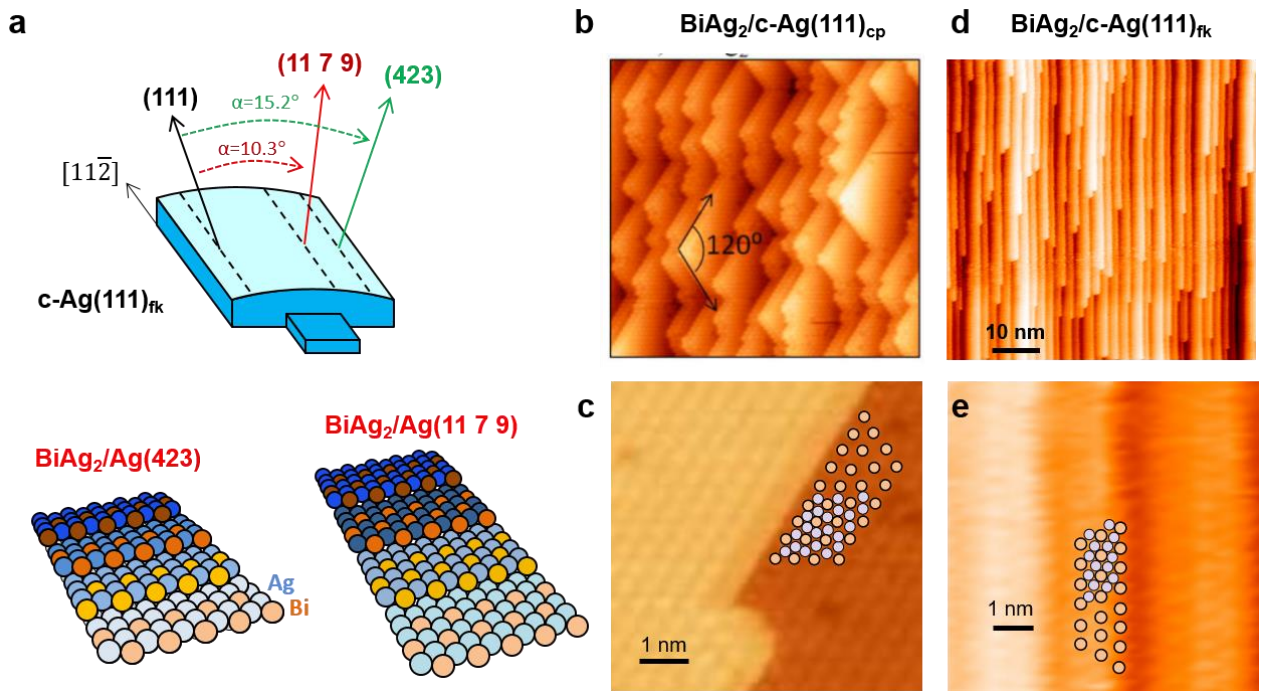 a
(111)
(11 7 9)
(423)
α=15.2°
α=10.3°
[112̅]
c-Ag(111)fk
BiAg₂/Ag(423)
BiAg₂/Ag(11 7 9)
Ag
Bi
b
BiAg₂/c-Ag(111)cp
120°
c
1 nm
d
BiAg₂/c-Ag(111)fk
10 nm
e
1 nm